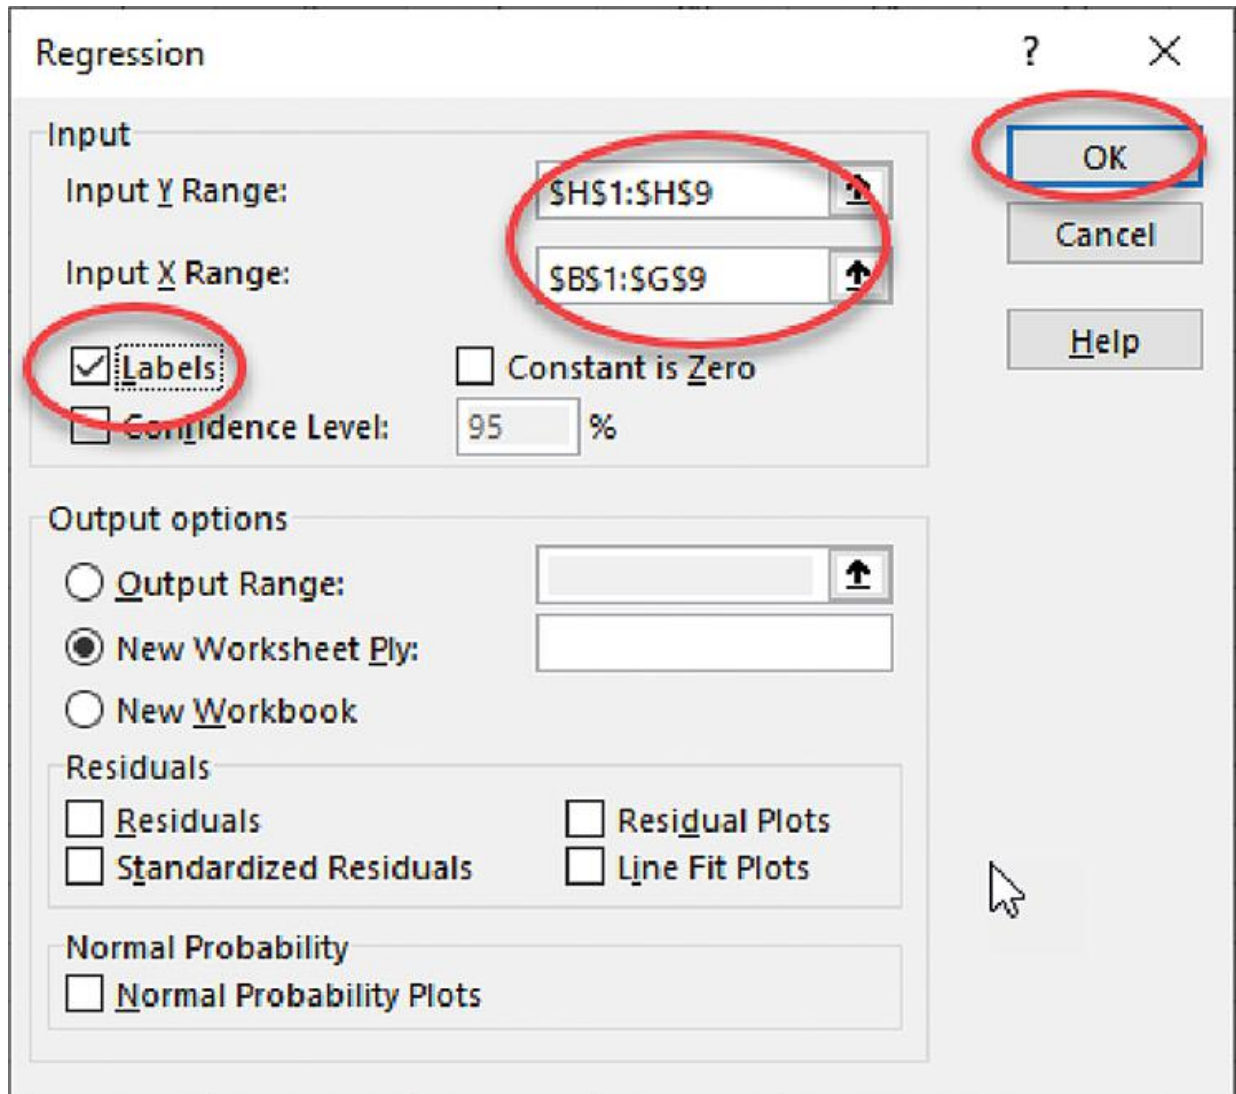 Regression ?
Input
OK
Input Y Range: $H$1:$H$9
Cancel
Input X Range: $B$1:$G$9
Help
Labels Constant is Zero
Confidence Level: 95 %
Output options
Output Range:
New Worksheet Ply:
New Workbook
Residuals
Residuals Residual Plots
Standardized Residuals Line Fit Plots
Normal Probability
Normal Probability Plots